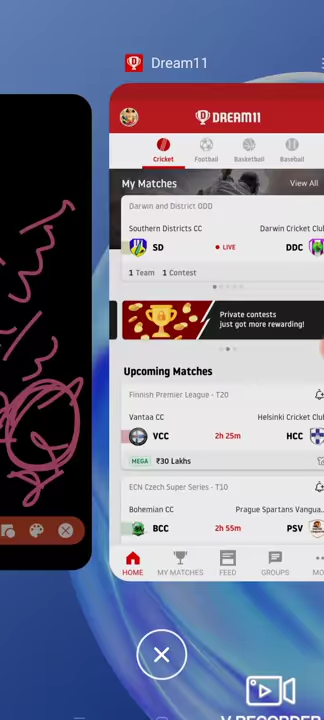 Dream11
DREAM11
Cricket
Football
Basketball
Baseball
My Matches
View All
Darwin and District ODD
Southern Districts CC
Darwin Cricket Club
SD
LIVE
DDC
1 Team
1 Contest
Private contests
just got more rewarding!
Upcoming Matches
Finnish Premier League - T20
Vantaa CC
Helsinki Cricket Club
VCC
2h 25m
HCC
MEGA
₹30 Lakhs
ECN Czech Super Series - T10
Bohemian CC
Prague Spartans Vangua...
BCC
2h 55m
PSV
HOME
MY MATCHES
FEED
GROUPS
MO
V RECORDER